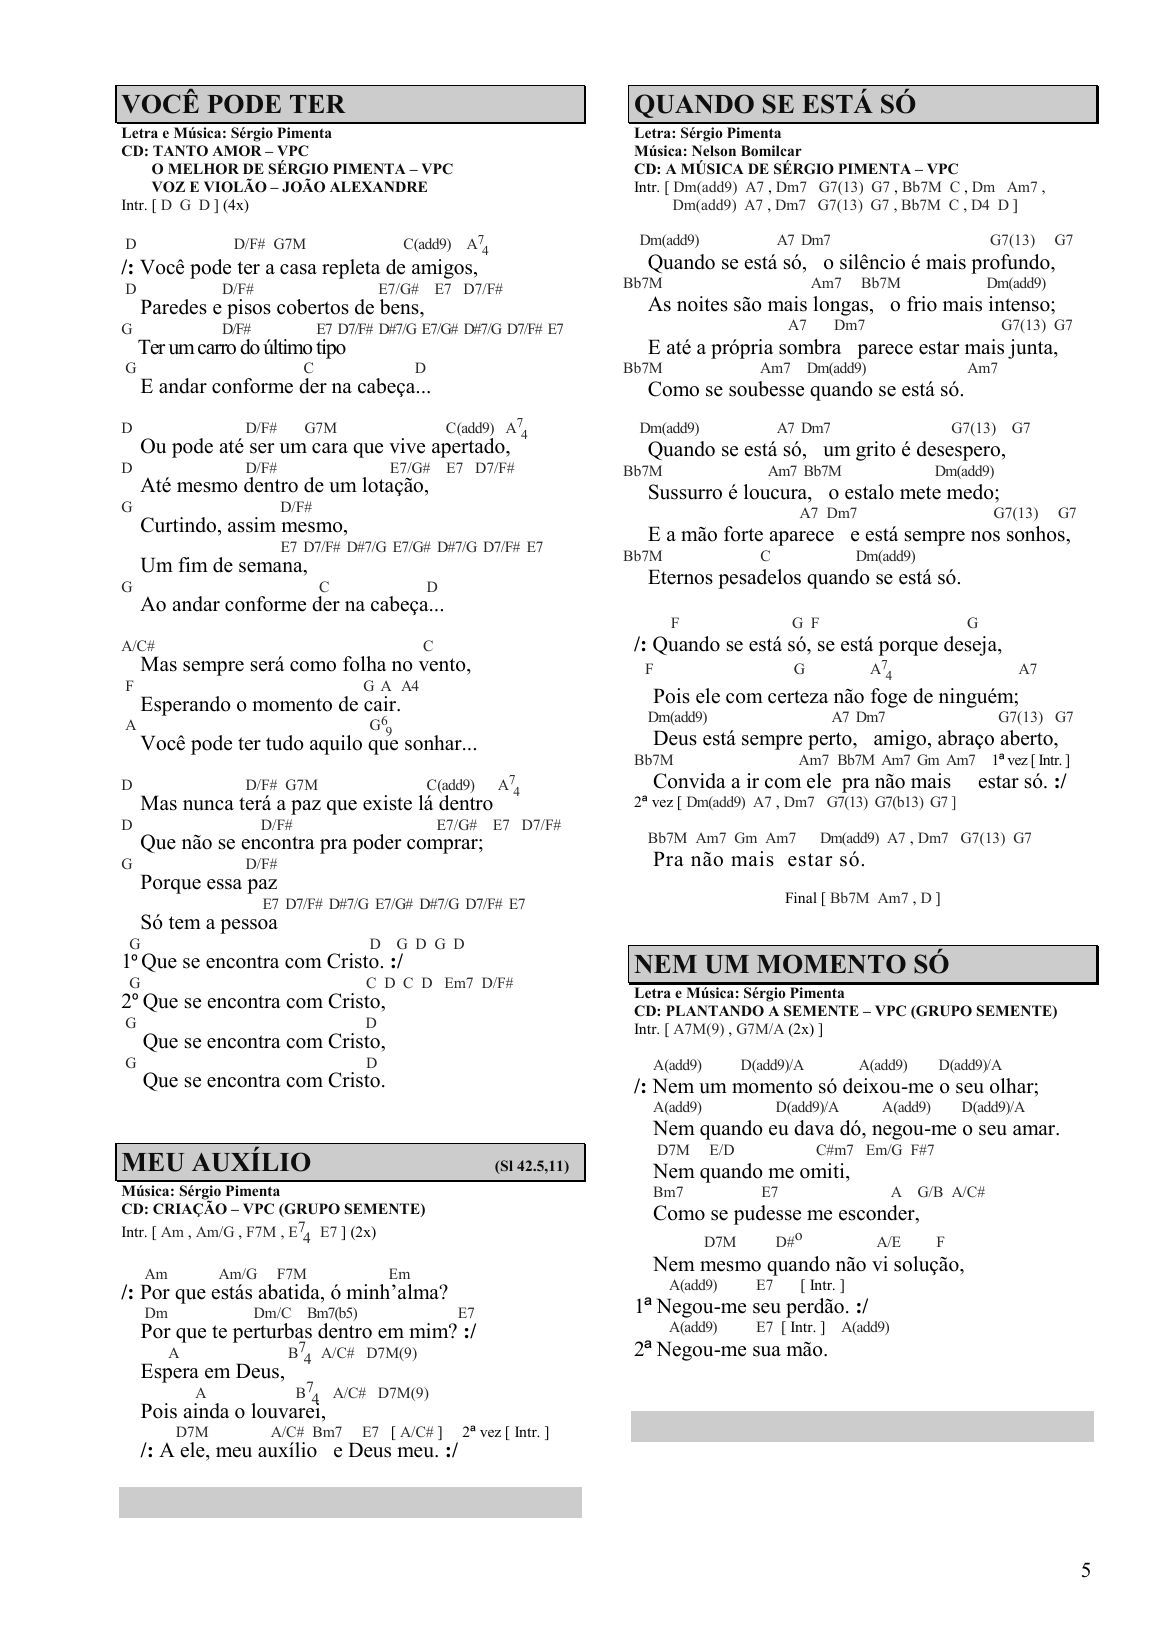 VOCÊ PODE TER
Letra e Música: Sérgio Pimenta
CD: TANTO AMOR – VPC
O MELHOR DE SÉRGIO PIMENTA – VPC
VOZ E VIOLÃO – JOÃO ALEXANDRE
Intr. [ D G D ] (4x)
D D/F# G7M C(add9) A7/4
/: Você pode ter a casa repleta de amigos,
D D/F# E7/G# E7 D7/F#
Paredes e pisos cobertos de bens,
G D/F# E7 D7/F# D#7/G E7/G# D#7/G D7/F# E7
Ter um carro do último tipo
G C D
E andar conforme der na cabeça...
D D/F# G7M C(add9) A7/4
Ou pode até ser um cara que vive apertado,
D D/F# E7/G# E7 D7/F#
Até mesmo dentro de um lotação,
G D/F#
Curtindo, assim mesmo,
E7 D7/F# D#7/G E7/G# D#7/G D7/F# E7
Um fim de semana,
G C D
Ao andar conforme der na cabeça...
A/C# C
Mas sempre será como folha no vento,
F G A A4
Esperando o momento de cair.
A G6/9
Você pode ter tudo aquilo que sonhar...
D D/F# G7M C(add9) A7/4
Mas nunca terá a paz que existe lá dentro
D D/F# E7/G# E7 D7/F#
Que não se encontra pra poder comprar;
G D/F#
Porque essa paz
E7 D7/F# D#7/G E7/G# D#7/G D7/F# E7
Só tem a pessoa
G D G D G D
1º Que se encontra com Cristo. :/
G C D C D Em7 D/F#
2º Que se encontra com Cristo,
G D
Que se encontra com Cristo,
G D
Que se encontra com Cristo.
MEU AUXÍLIO (Sl 42.5,11)
Música: Sérgio Pimenta
CD: CRIAÇÃO – VPC (GRUPO SEMENTE)
Intr. [ Am , Am/G , F7M , E7/4 E7 ] (2x)
Am Am/G F7M Em
/: Por que estás abatida, ó minh’alma?
Dm Dm/C Bm7(b5) E7
Por que te perturbas dentro em mim? :/
A B7/4 A/C# D7M(9)
Espera em Deus,
A B7/4 A/C# D7M(9)
Pois ainda o louvarei,
D7M A/C# Bm7 E7 [ A/C# ] 2ª vez [ Intr. ]
/: A ele, meu auxílio e Deus meu. :/
QUANDO SE ESTÁ SÓ
Letra: Sérgio Pimenta
Música: Nelson Bomilcar
CD: A MÚSICA DE SÉRGIO PIMENTA – VPC
Intr. [ Dm(add9) A7 , Dm7 G7(13) G7 , Bb7M C , Dm Am7 ,
Dm(add9) A7 , Dm7 G7(13) G7 , Bb7M C , D4 D ]
Dm(add9) A7 Dm7 G7(13) G7
Quando se está só, o silêncio é mais profundo,
Bb7M Am7 Bb7M Dm(add9)
As noites são mais longas, o frio mais intenso;
A7 Dm7 G7(13) G7
E até a própria sombra parece estar mais junta,
Bb7M Am7 Dm(add9) Am7
Como se soubesse quando se está só.
Dm(add9) A7 Dm7 G7(13) G7
Quando se está só, um grito é desespero,
Bb7M Am7 Bb7M Dm(add9)
Sussurro é loucura, o estalo mete medo;
A7 Dm7 G7(13) G7
E a mão forte aparece e está sempre nos sonhos,
Bb7M C Dm(add9)
Eternos pesadelos quando se está só.
F G F G
/: Quando se está só, se está porque deseja,
F G A7/4 A7
Pois ele com certeza não foge de ninguém;
Dm(add9) A7 Dm7 G7(13) G7
Deus está sempre perto, amigo, abraço aberto,
Bb7M Am7 Bb7M Am7 Gm Am7 1ª vez [ Intr. ]
Convida a ir com ele pra não mais estar só. :/
2ª vez [ Dm(add9) A7 , Dm7 G7(13) G7(b13) G7 ]
Bb7M Am7 Gm Am7 Dm(add9) A7 , Dm7 G7(13) G7
Pra não mais estar só.
Final [ Bb7M Am7 , D ]
NEM UM MOMENTO SÓ
Letra e Música: Sérgio Pimenta
CD: PLANTANDO A SEMENTE – VPC (GRUPO SEMENTE)
Intr. [ A7M(9) , G7M/A (2x) ]
A(add9) D(add9)/A A(add9) D(add9)/A
/: Nem um momento só deixou-me o seu olhar;
A(add9) D(add9)/A A(add9) D(add9)/A
Nem quando eu dava dó, negou-me o seu amar.
D7M E/D C#m7 Em/G F#7
Nem quando me omiti,
Bm7 E7 A G/B A/C#
Como se pudesse me esconder,
D7M D#º A/E F
Nem mesmo quando não vi solução,
A(add9) E7 [ Intr. ]
1ª Negou-me seu perdão. :/
A(add9) E7 [ Intr. ] A(add9)
2ª Negou-me sua mão.
5